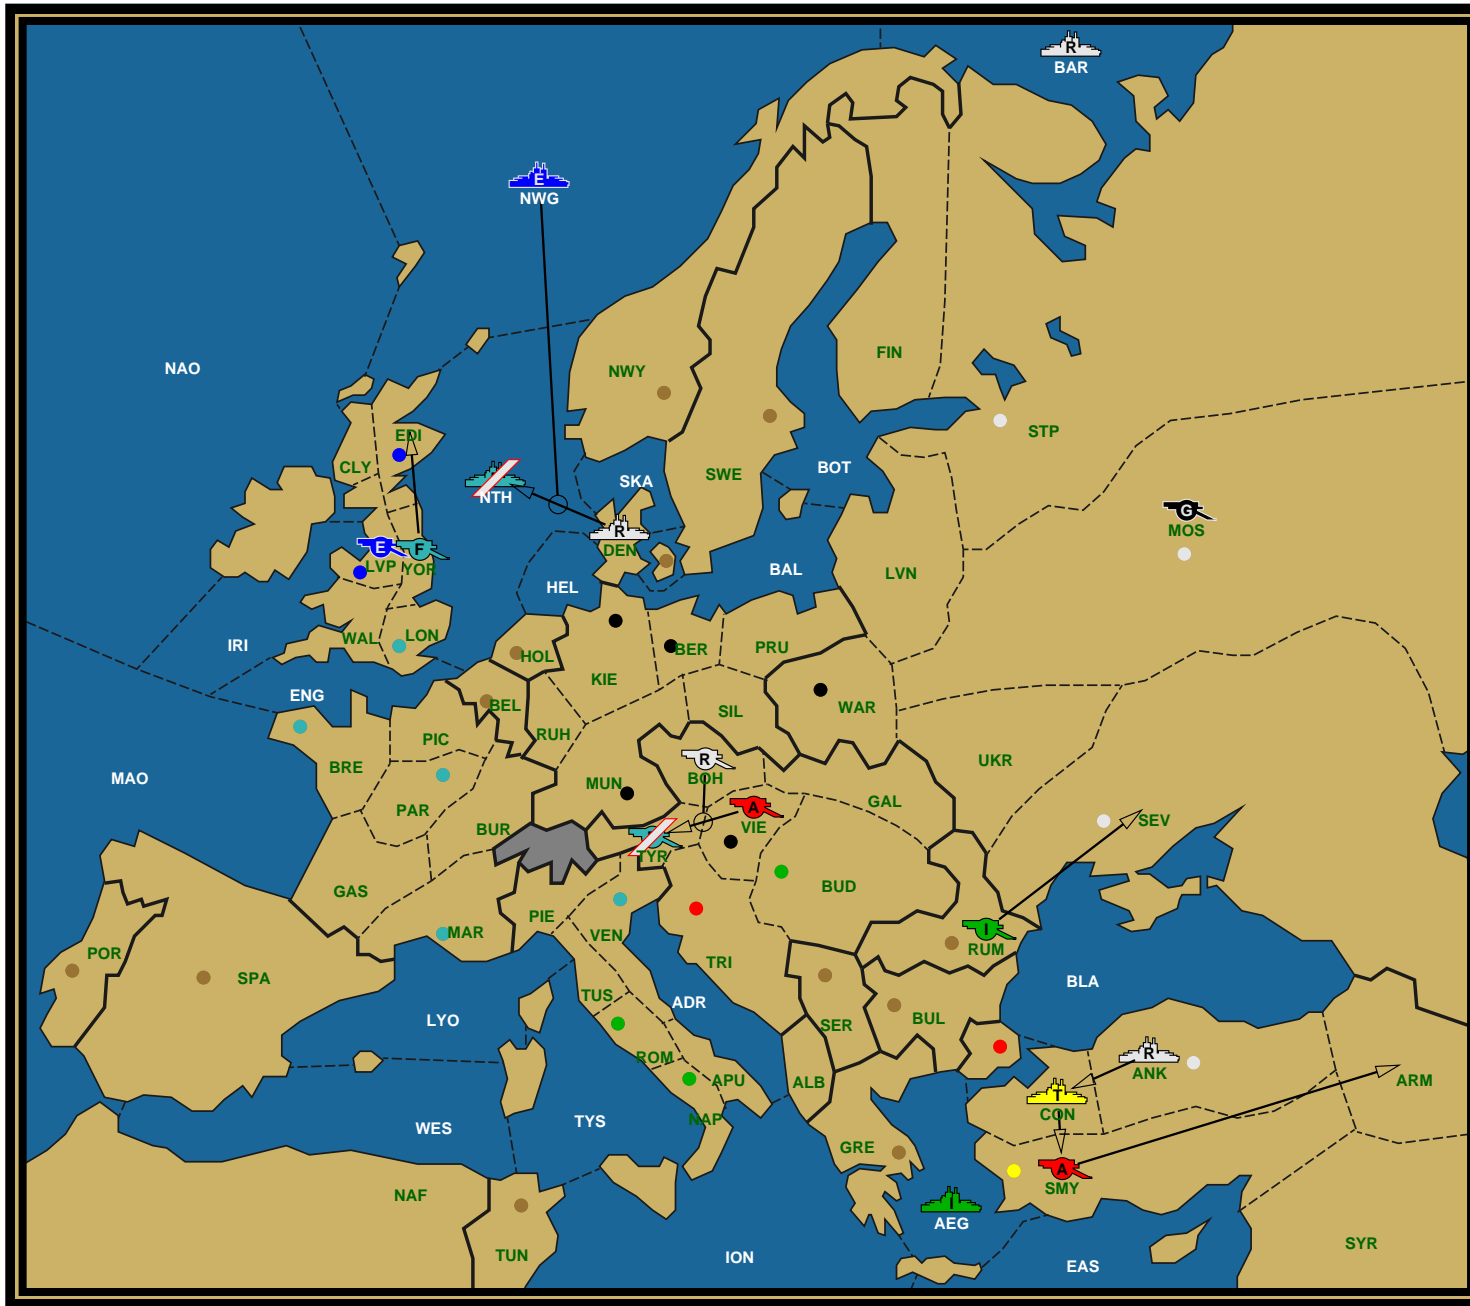 R
BAR
E
NWG
NAO
FIN
NWY
EDI
STP
CLY
SWE
BOT
SKA
NTH
G
MOS
R
DEN
E
F
LVP
YOR
BAL
LVN
HEL
WAL
LON
IRI
HOL
BER
PRU
KIE
ENG
BEL
WAR
SIL
PIC
RUH
UKR
BRE
R
BOH
MAO
MUN
GAL
PAR
A
VIE
SEV
BUR
TYR
BUD
GAS
PIE
I
RUM
MAR
VEN
POR
TRI
SPA
BLA
TUS
ADR
LYO
BUL
SER
ROM
R
ANK
APU
ALB
ARM
T
CON
NAP
TYS
WES
GRE
A
SMY
NAF
I
AEG
SYR
TUN
ION
EAS